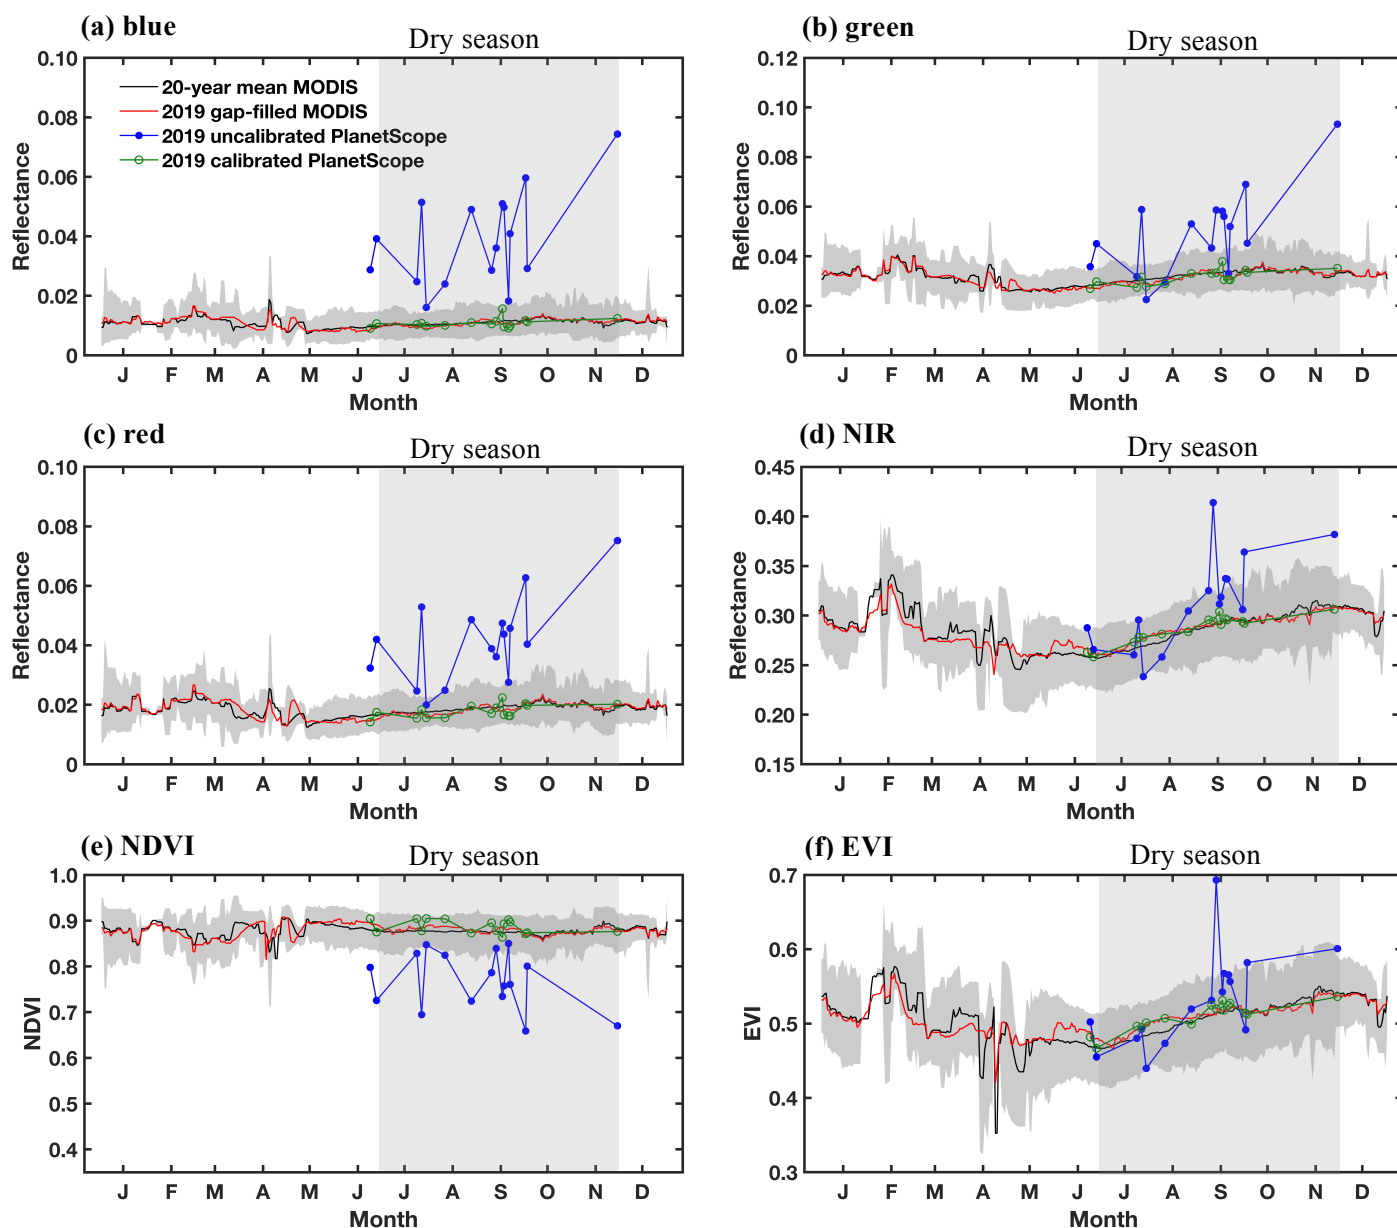 (a) blue
Dry season
0.10
0.08
0.06
0.04
0.02
0
Reflectance
20-year mean MODIS
2019 gap-filled MODIS
2019 uncalibrated PlanetScope
2019 calibrated PlanetScope
J F M A M J J A S O N D
Month
(b) green
Dry season
0.12
0.10
0.08
0.06
0.04
0.02
0
Reflectance
J F M A M J J A S O N D
Month
(c) red
Dry season
0.10
0.08
0.06
0.04
0.02
0
Reflectance
J F M A M J J A S O N D
Month
(d) NIR
Dry season
0.45
0.40
0.35
0.30
0.25
0.20
0.15
Reflectance
J F M A M J J A S O N D
Month
(e) NDVI
Dry season
1.0
0.9
0.8
0.7
0.6
0.5
0.4
NDVI
J F M A M J J A S O N D
Month
(f) EVI
Dry season
0.7
0.6
0.5
0.4
0.3
EVI
J F M A M J J A S O N D
Month